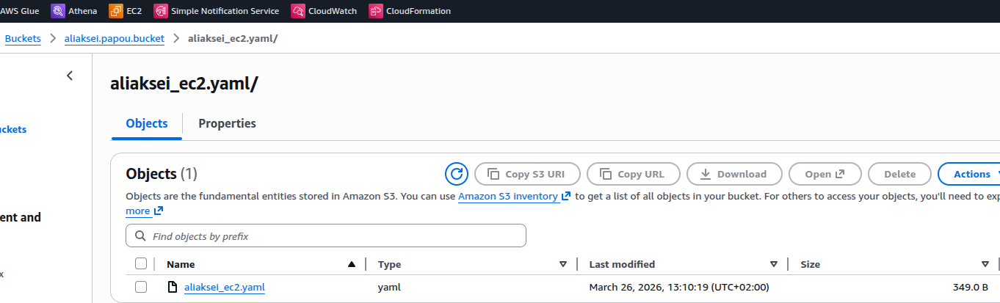 AWS Glue Athena EC2 Simple Notification Service CloudWatch CloudFormation
Buckets aliaksei.papou.bucket aliaksei_ec2.yaml/
aliaksei_ec2.yaml/
Objects Properties
uckets
Objects (1) Copy S3 URI Copy URL Download Open Delete Actions
Objects are the fundamental entities stored in Amazon S3. You can use Amazon S3 inventory to get a list of all objects in your bucket. For others to access your objects, you'll need to exp
more
ent and
Find objects by prefix
Name Type Last modified Size
x
aliaksei_ec2.yaml yaml March 26, 2026, 13:10:19 (UTC+02:00) 349.0 B